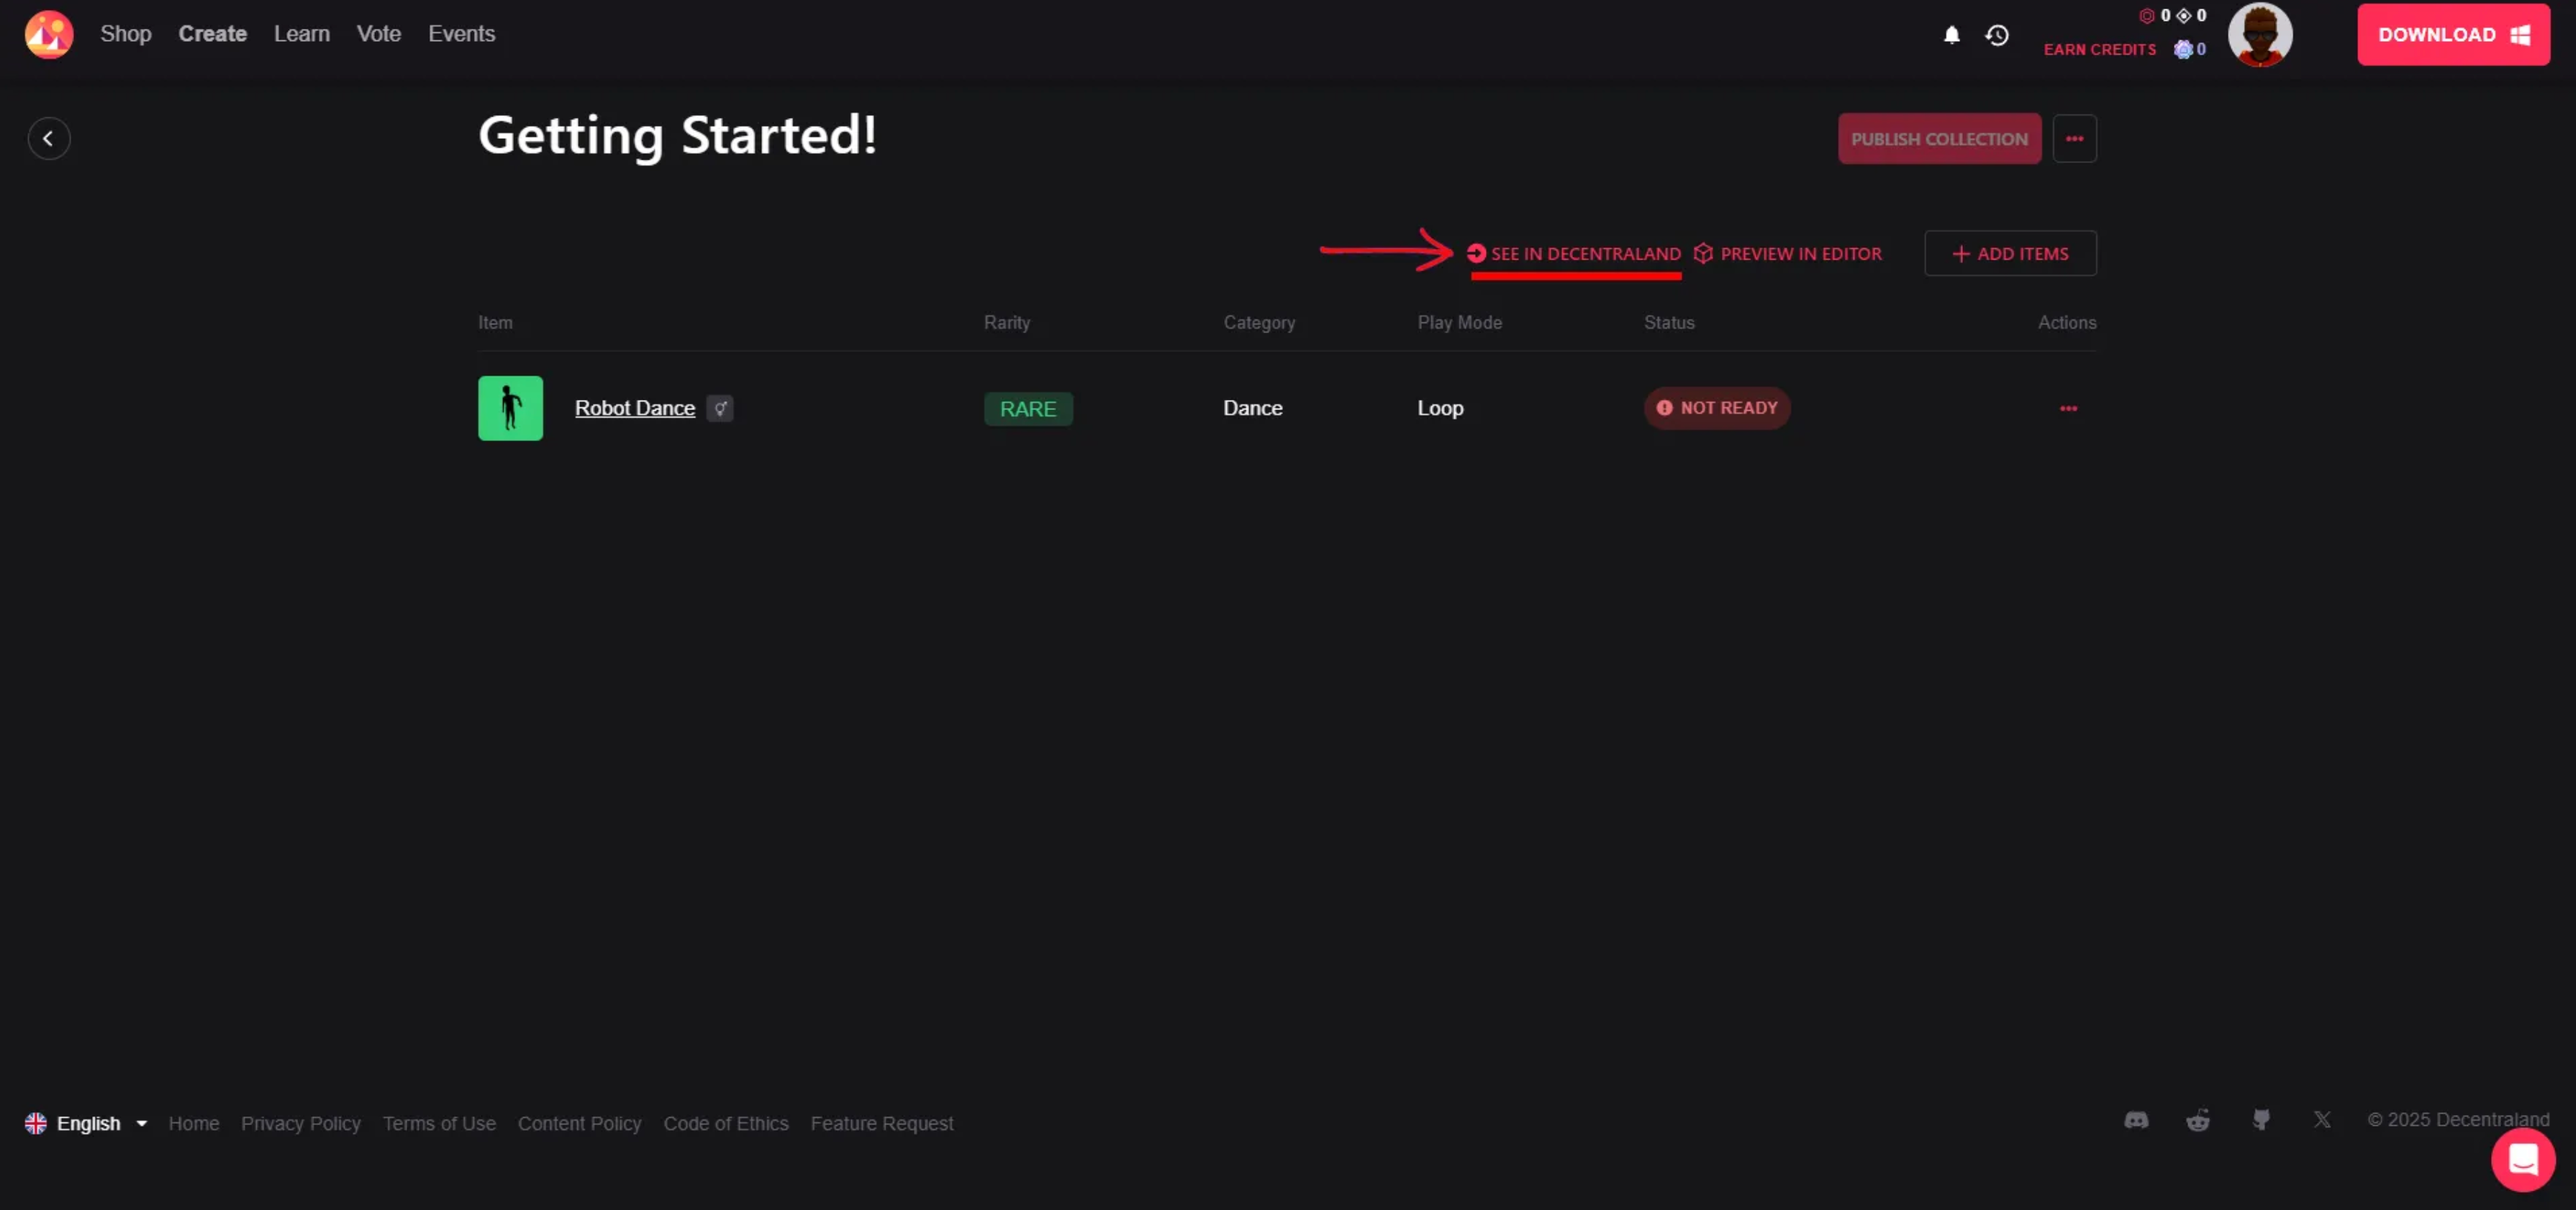 Shop Create Learn Vote Events
0 0
EARN CREDITS 0
DOWNLOAD
Getting Started!
PUBLISH COLLECTION
SEE IN DECENTRALAND PREVIEW IN EDITOR + ADD ITEMS
Item Rarity Category Play Mode Status Actions
Robot Dance RARE Dance Loop NOT READY
English Home Privacy Policy Terms of Use Content Policy Code of Ethics Feature Request
© 2025 Decentraland